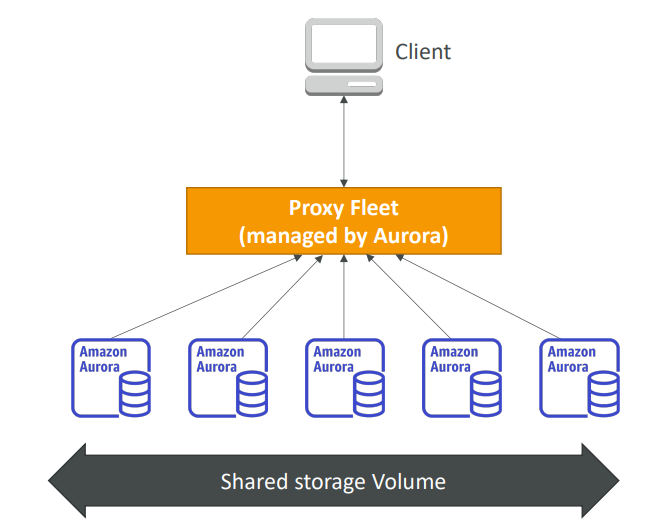 Client
Proxy Fleet
(managed by Aurora)
Amazon
Aurora
Amazon
Aurora
Amazon
Aurora
Amazon
Aurora
Amazon
Aurora
Shared storage Volume